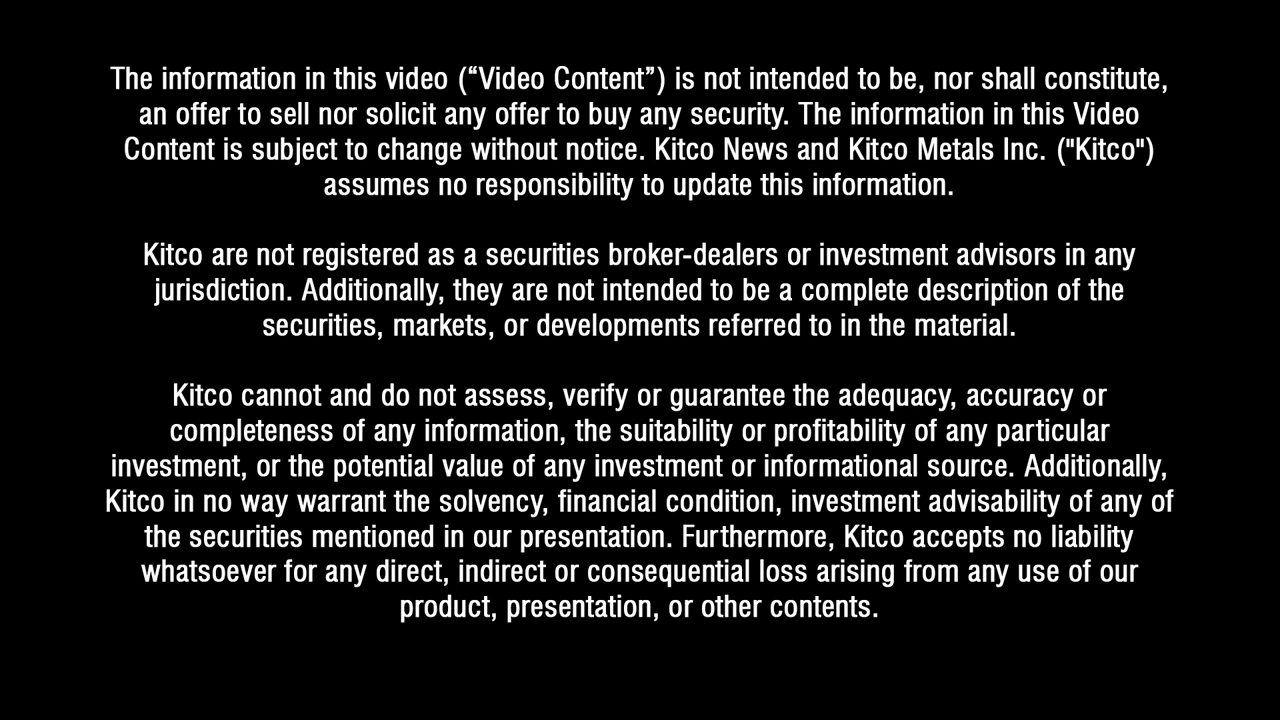 The information in this video (“Video Content”) is not intended to be, nor shall constitute,
an offer to sell nor solicit any offer to buy any security. The information in this Video
Content is subject to change without notice. Kitco News and Kitco Metals Inc. ("Kitco")
assumes no responsibility to update this information.
Kitco are not registered as a securities broker-dealers or investment advisors in any
jurisdiction. Additionally, they are not intended to be a complete description of the
securities, markets, or developments referred to in the material.
Kitco cannot and do not assess, verify or guarantee the adequacy, accuracy or
completeness of any information, the suitability or profitability of any particular
investment, or the potential value of any investment or informational source. Additionally,
Kitco in no way warrant the solvency, financial condition, investment advisability of any of
the securities mentioned in our presentation. Furthermore, Kitco accepts no liability
whatsoever for any direct, indirect or consequential loss arising from any use of our
product, presentation, or other contents.